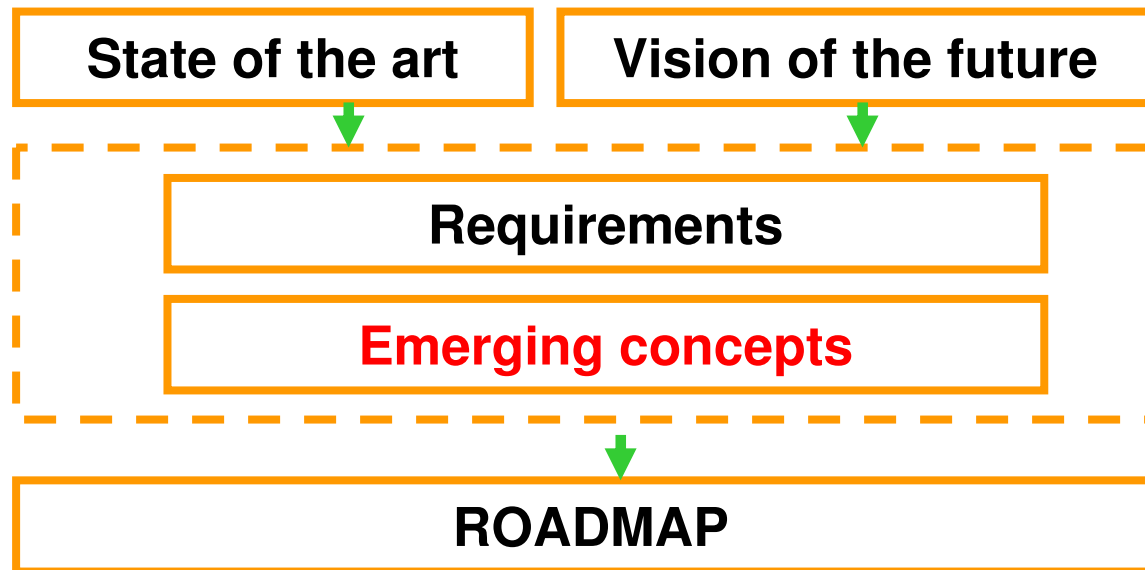 State of the art
Vision of the future
Requirements
Emerging concepts
ROADMAP